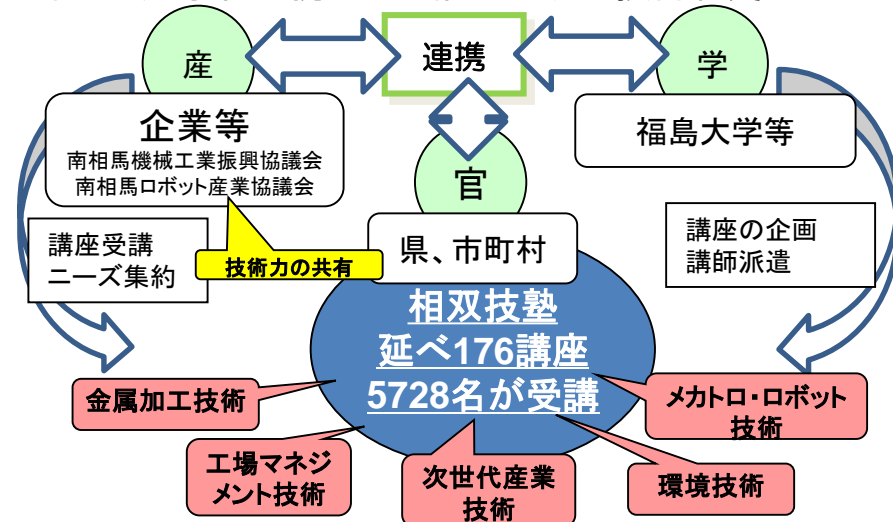 産
連携
学
企業等
南相馬機械工業振興協議会
南相馬ロボット産業協議会
福島大学等
官
県、市町村
講座受講
ニーズ集約
技術力の共有
講座の企画
講師派遣
相双技塾
延べ176講座
5728名が受講
金属加工技術
メカトロ・ロボット
技術
工場マネジ
メント技術
次世代産業
技術
環境技術